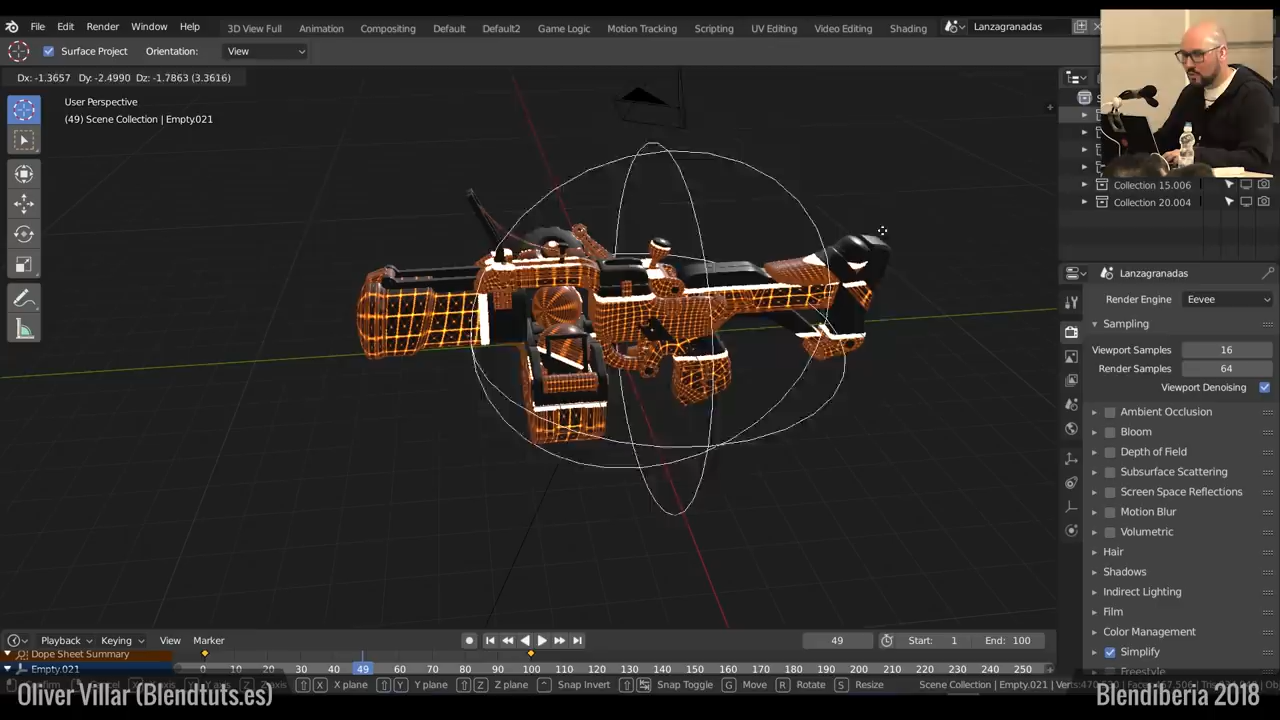 File Edit Render Window Help 3D View Full Animation Compositing Default Default2 Game Logic Motion Tracking Scripting UV Editing Video Editing Shading Lanzagranadas
Surface Project Orientation: View
Dx: -1.3657 Dy: -2.4990 Dz: -1.7863 (3.3616)
User Perspective
(49) Scene Collection | Empty.021
Collection 15.006
Collection 20.004
Lanzagranadas
Render Engine Eevee
Sampling
Viewport Samples 16
Render Samples 64
Viewport Denoising
Ambient Occlusion
Bloom
Depth of Field
Subsurface Scattering
Screen Space Reflections
Motion Blur
Volumetric
Hair
Shadows
Indirect Lighting
Film
Color Management
Simplify
Freestyle
Playback Keying View Marker 49 Start: 1 End: 100
Dope Sheet Summary
Empty.021
0 10 20 30 40 49 60 70 80 90 100 110 120 130 140 150 160 170 180 190 200 210 220 230 240 250
X plane Y Y plane Z Z plane Snap Invert Snap Toggle G Move R Rotate S Resize Scene Collection | Empty.021
Oliver Villar (Blendtuts.es)
Blendiberia 2018